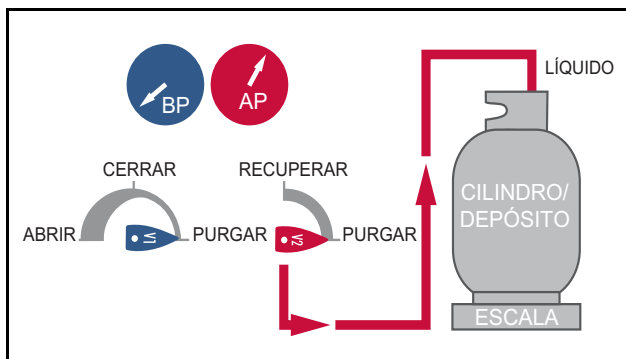 LÍQUIDO
BP
AP
CERRAR
RECUPERAR
ABRIR
V1
PURGAR
V2
PURGAR
CILINDRO/
DEPÓSITO
ESCALA